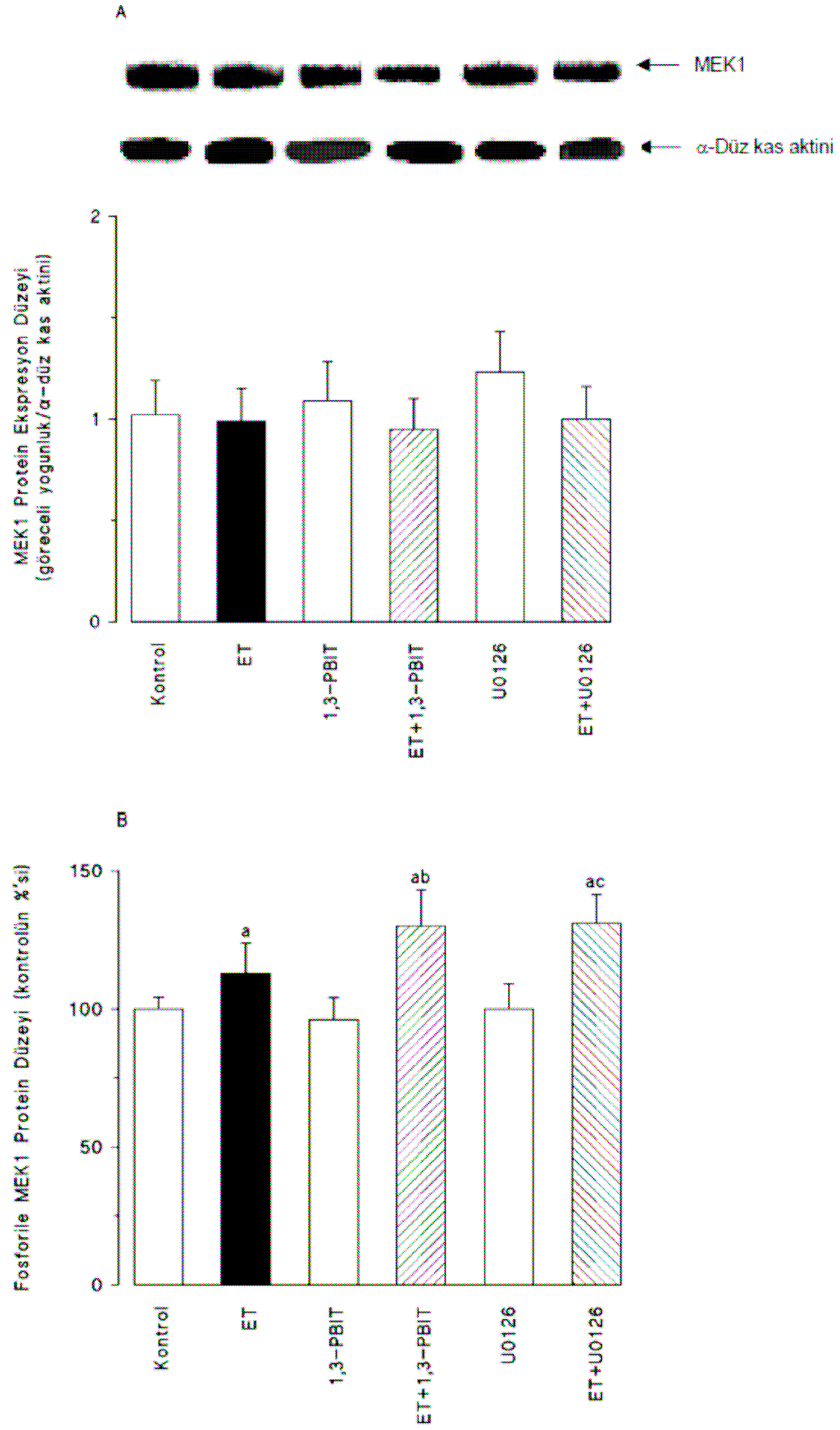 A
MEK1
α-Düz kas aktini
MEK1 Protein Ekspresyon Düzeyi
(göreceli yogunluk/α-düz kas aktini)
2
1
0
Kontrol
ET
1,3-PBIT
ET+1,3-PBIT
U0126
ET+U0126
B
Fosforile MEK1 Protein Düzeyi (kontrolün %'si)
150
100
50
0
a
ab
ac
Kontrol
ET
1,3-PBIT
ET+1,3-PBIT
U0126
ET+U0126